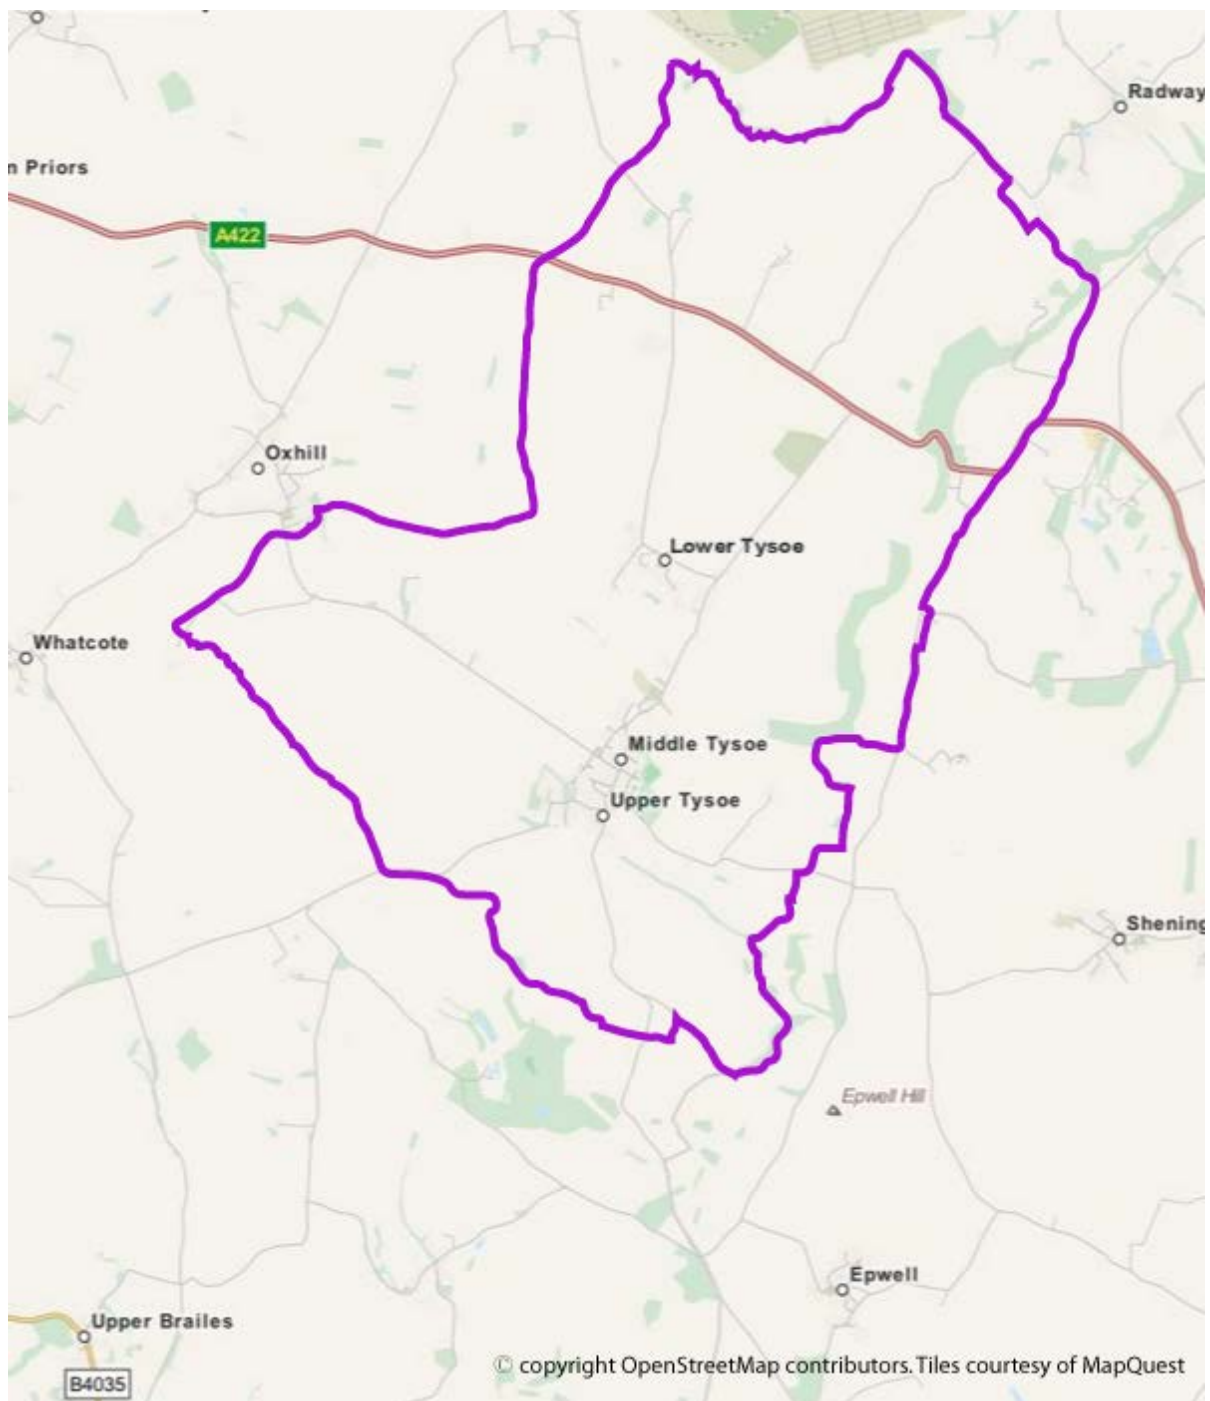 Radway
n Priors
A422
Oxhill
Lower Tysoe
Whatcote
Middle Tysoe
Upper Tysoe
Shening
Epwell Hill
Epwell
Upper Brailes
© copyright OpenStreetMap contributors. Tiles courtesy of MapQuest
B4035